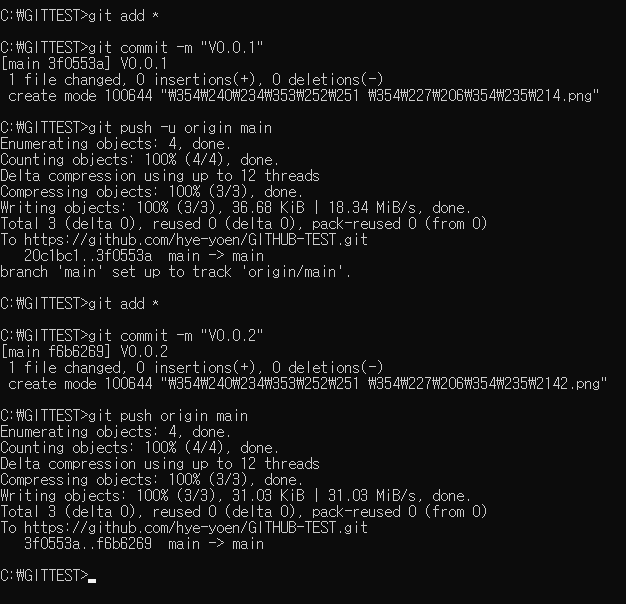 C:₩GITTEST>git add *
C:₩GITTEST>git commit -m "V0.0.1"
[main 3f0553a] V0.0.1
1 file changed, 0 insertions(+), 0 deletions(-)
create mode 100644 "₩354₩240₩234₩353₩252₩251 ₩354₩227₩206₩354₩235₩214.png"
C:₩GITTEST>git push -u origin main
Enumerating objects: 4, done.
Counting objects: 100% (4/4), done.
Delta compression using up to 12 threads
Compressing objects: 100% (3/3), done.
Writing objects: 100% (3/3), 36.68 KiB | 18.34 MiB/s, done.
Total 3 (delta 0), reused 0 (delta 0), pack-reused 0 (from 0)
To https://github.com/hye-yoen/GITHUB-TEST.git
20c1bc1..3f0553a  main -> main
branch 'main' set up to track 'origin/main'.
C:₩GITTEST>git add *
C:₩GITTEST>git commit -m "V0.0.2"
[main f6b6269] V0.0.2
1 file changed, 0 insertions(+), 0 deletions(-)
create mode 100644 "₩354₩240₩234₩353₩252₩251 ₩354₩227₩206₩354₩235₩2142.png"
C:₩GITTEST>git push origin main
Enumerating objects: 4, done.
Counting objects: 100% (4/4), done.
Delta compression using up to 12 threads
Compressing objects: 100% (3/3), done.
Writing objects: 100% (3/3), 31.03 KiB | 31.03 MiB/s, done.
Total 3 (delta 0), reused 0 (delta 0), pack-reused 0 (from 0)
To https://github.com/hye-yoen/GITHUB-TEST.git
3f0553a..f6b6269  main -> main
C:₩GITTEST>